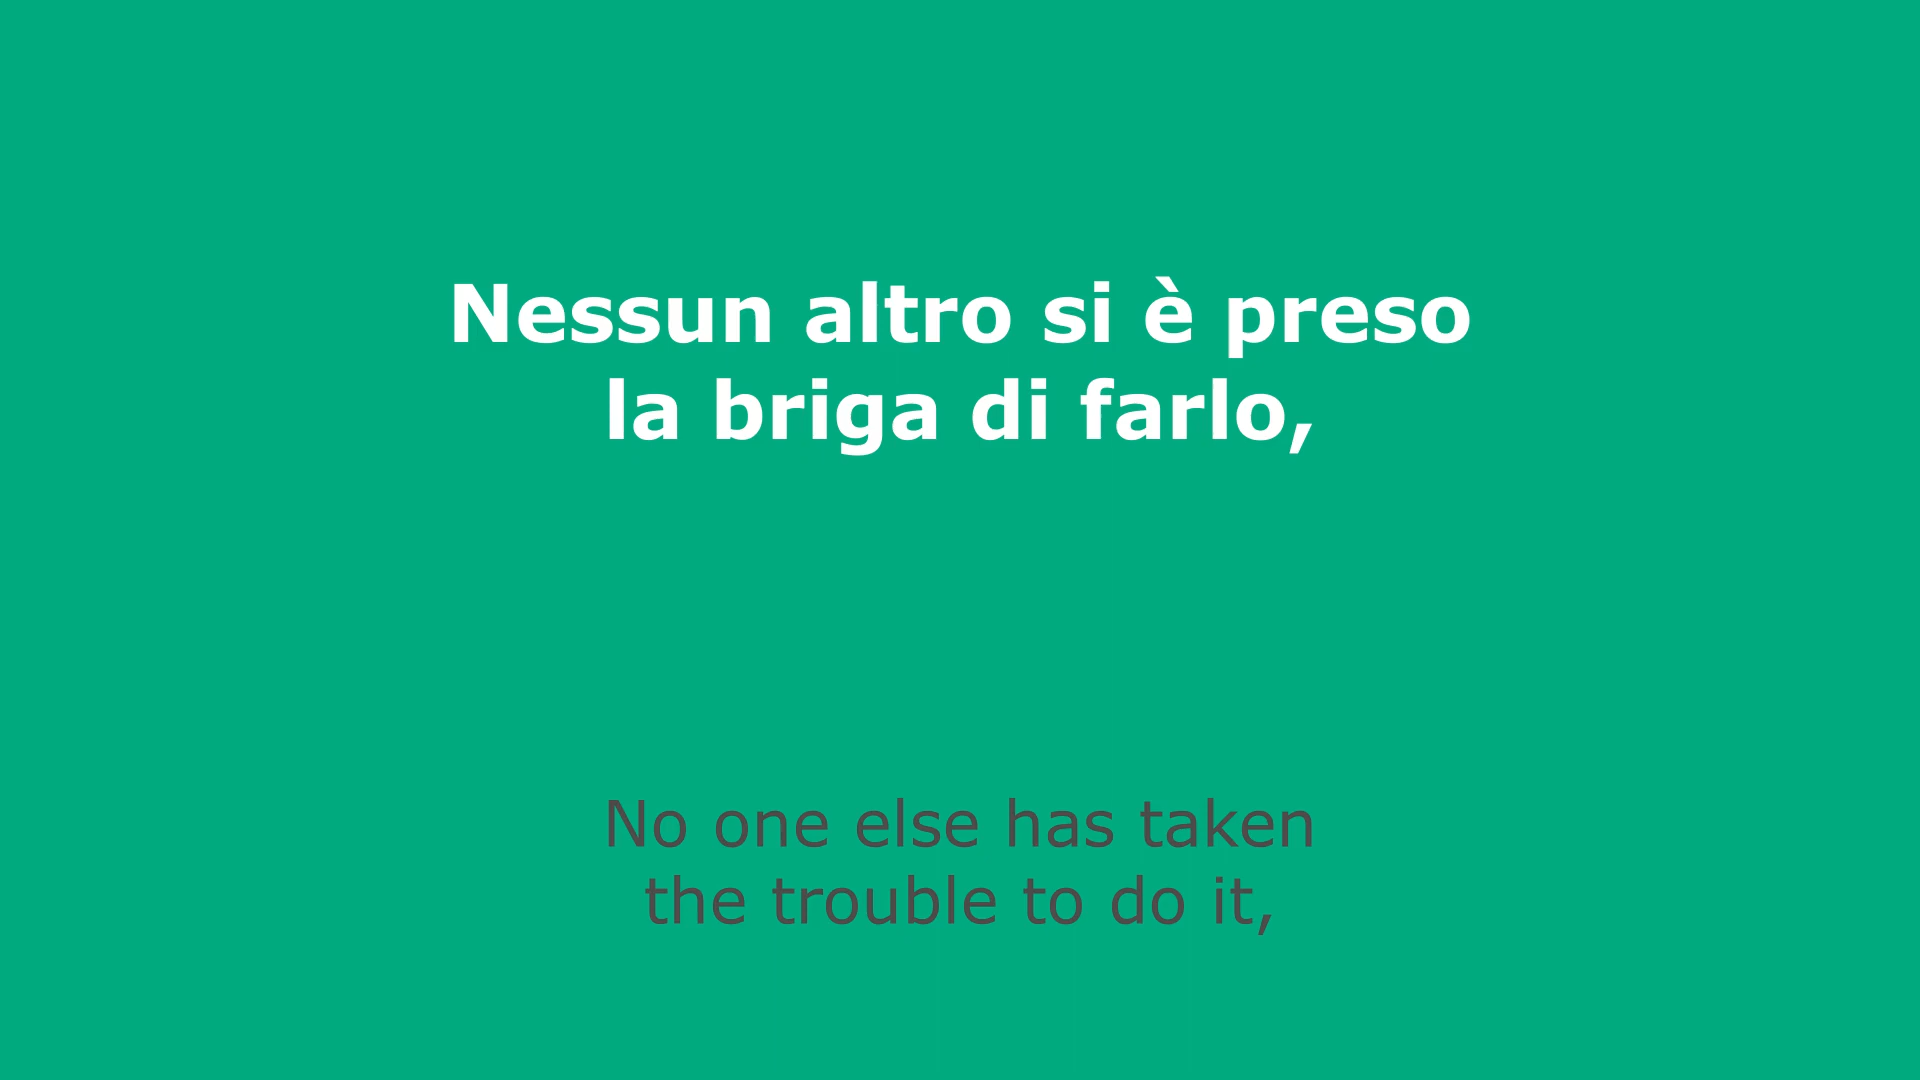 Nessun altro si è preso
la briga di farlo,
No one else has taken
the trouble to do it,